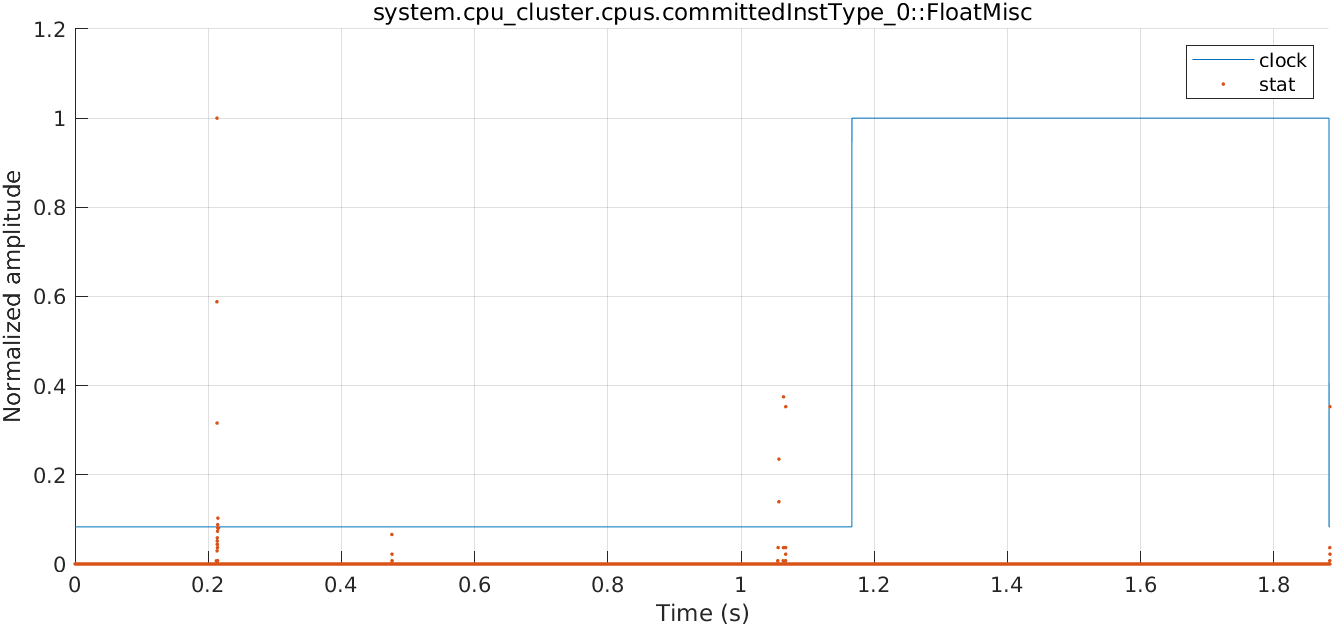 system.cpu_cluster.cpus.committedInstType_0::FloatMisc
1.2
1
0.8
0.6
0.4
0.2
0
Normalized amplitude
clock
stat
0 0.2 0.4 0.6 0.8 1 1.2 1.4 1.6 1.8
Time (s)